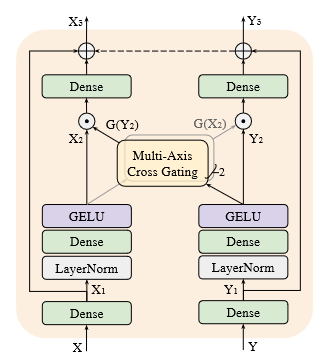 X3 Y3
Dense Dense
G(Y2) G(X2)
X2 Y2
Multi-Axis
Cross Gating
2
GELU GELU
Dense Dense
LayerNorm LayerNorm
X1 Y1
Dense Dense
X Y